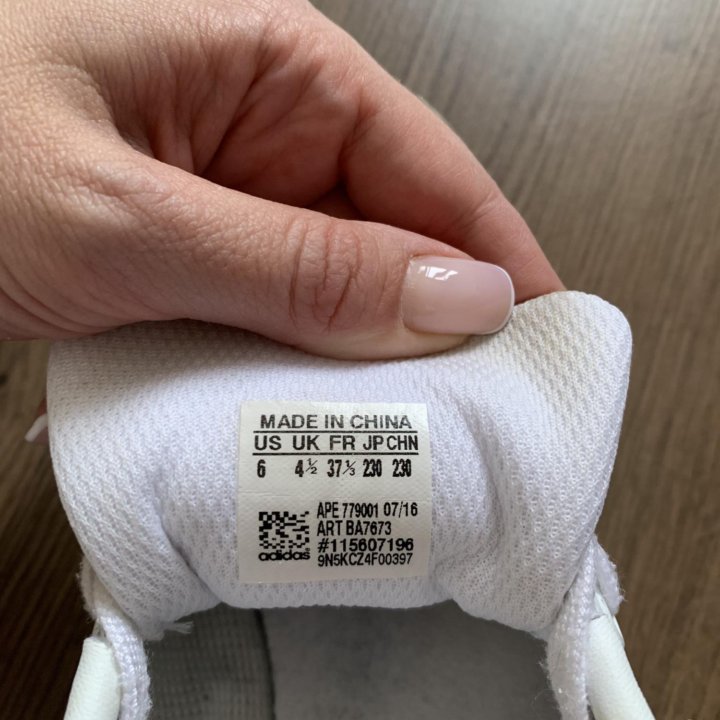 MADE IN CHINA
US UK FR JP CHN
6 4½ 37⅓ 230 230
APE 779001 07/16
ART BA7673
#115607196
adidas
9N5KCZ4F00397